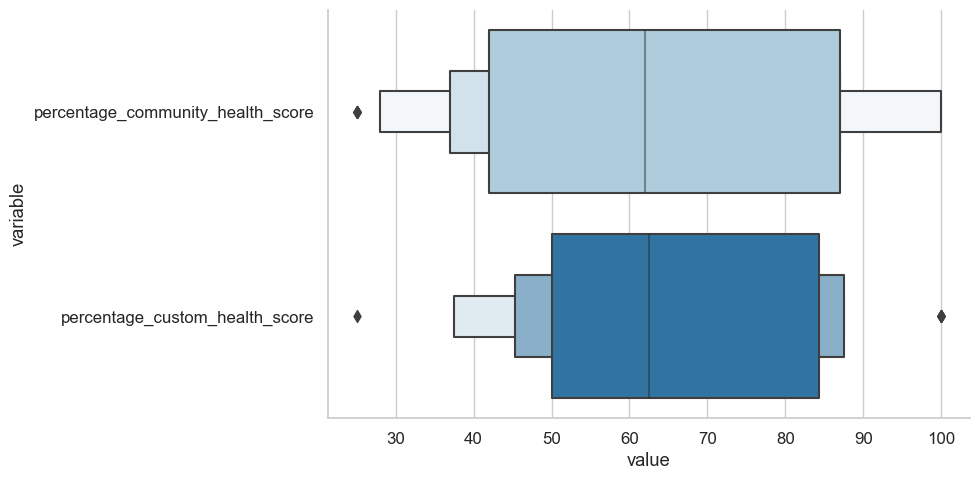 percentage_community_health_score
percentage_custom_health_score
variable
30 40 50 60 70 80 90 100
value